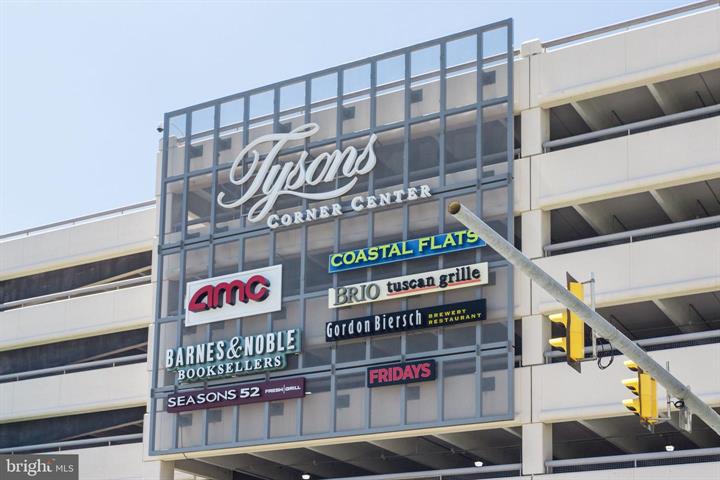 Tysons
CORNER CENTER
COASTAL FLATS
amc
BRIO tuscan grille
Gordon Biersch BREWERY RESTAURANT
BARNES & NOBLE
BOOKSELLERS
FRIDAYS
SEASONS 52 FRESH GRILL
bright MLS